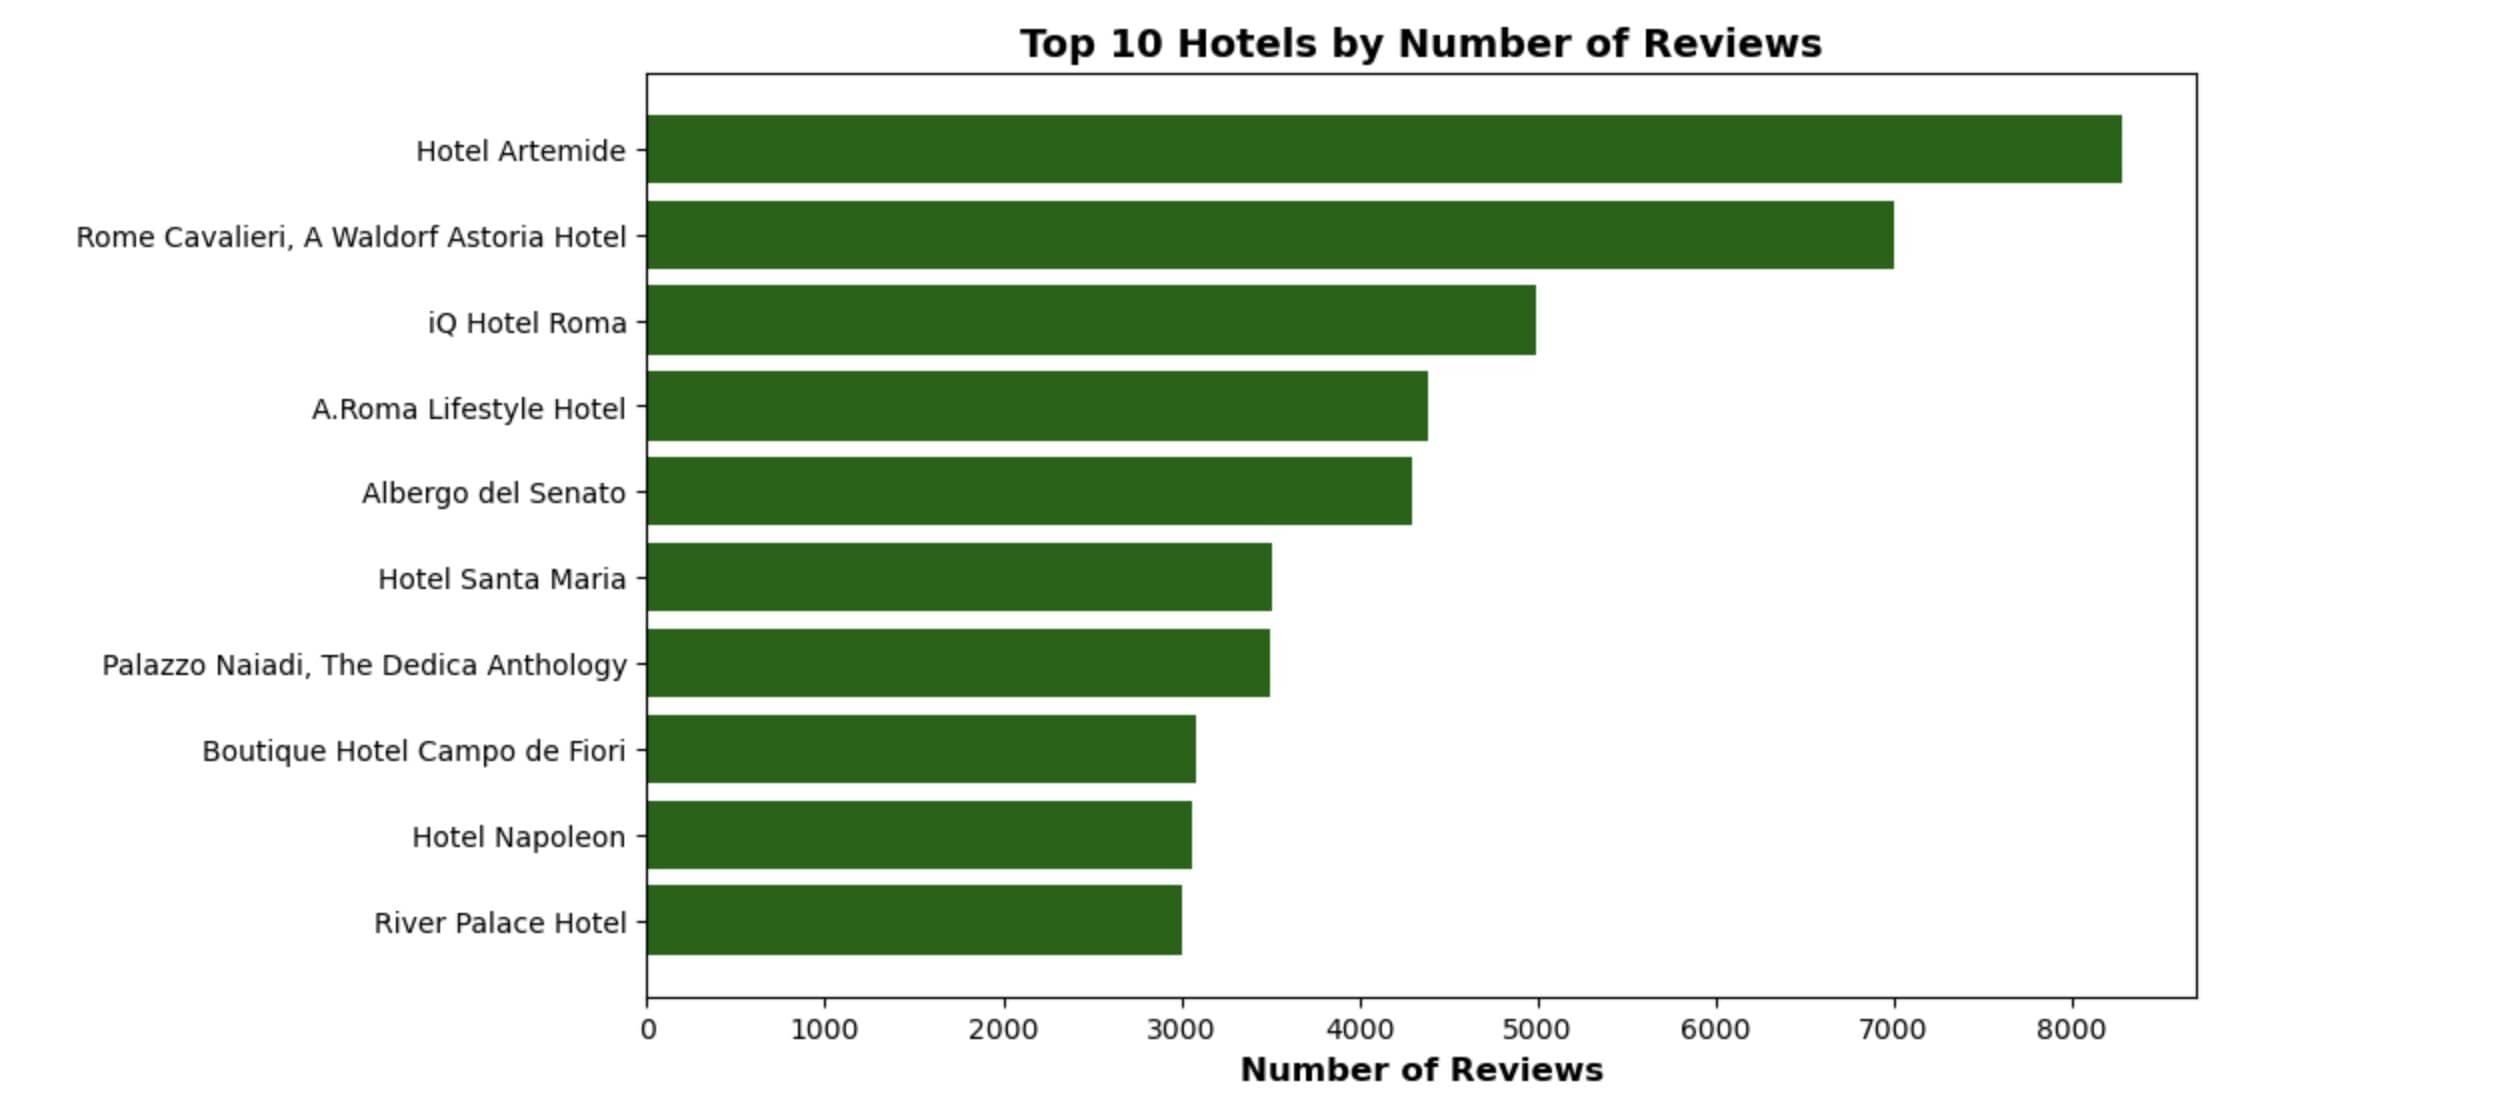 Top 10 Hotels by Number of Reviews
Hotel Artemide
Rome Cavalieri, A Waldorf Astoria Hotel
iQ Hotel Roma
A.Roma Lifestyle Hotel
Albergo del Senato
Hotel Santa Maria
Palazzo Naiadi, The Dedica Anthology
Boutique Hotel Campo de Fiori
Hotel Napoleon
River Palace Hotel
0 1000 2000 3000 4000 5000 6000 7000 8000
Number of Reviews